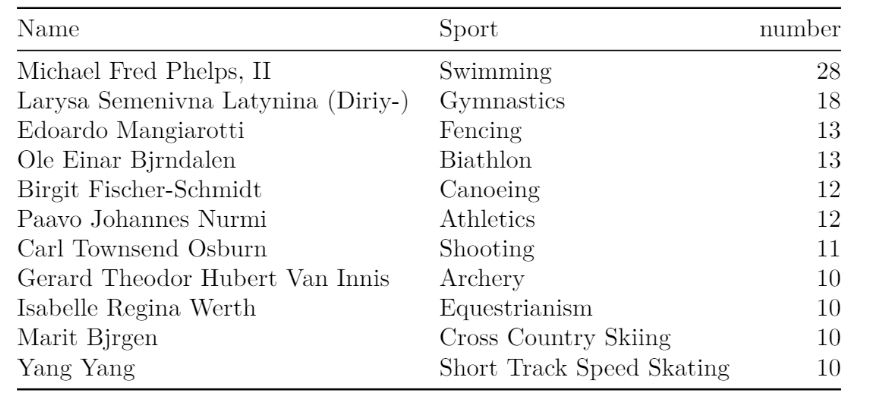 Name Sport number
Michael Fred Phelps, II Swimming 28
Larysa Semenivna Latynina (Diriy-) Gymnastics 18
Edoardo Mangiarotti Fencing 13
Ole Einar Bjrndalen Biathlon 13
Birgit Fischer-Schmidt Canoeing 12
Paavo Johannes Nurmi Athletics 12
Carl Townsend Osburn Shooting 11
Gerard Theodor Hubert Van Innis Archery 10
Isabelle Regina Werth Equestrianism 10
Marit Bjrgen Cross Country Skiing 10
Yang Yang Short Track Speed Skating 10